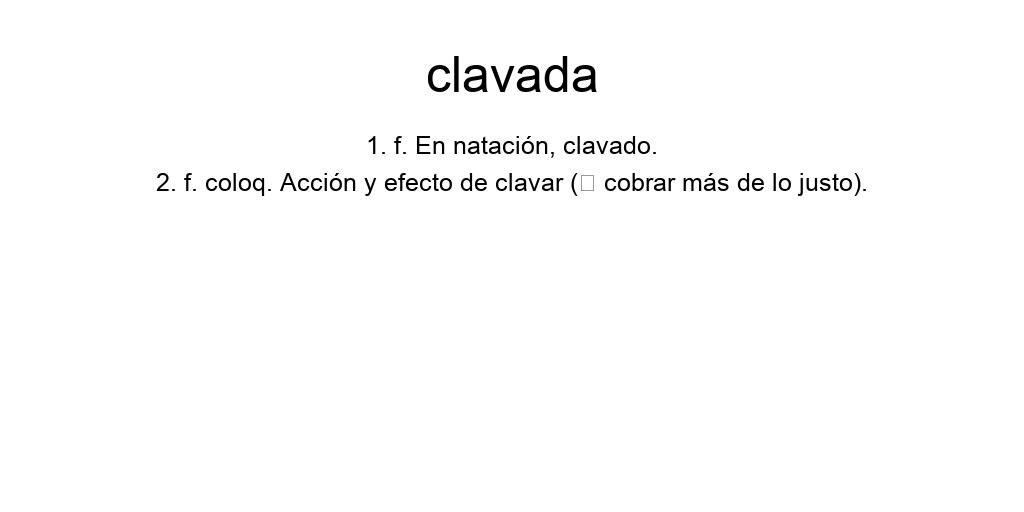 clavada
1. f. En natación, clavado.
2. f. coloq. Acción y efecto de clavar (▯ cobrar más de lo justo).